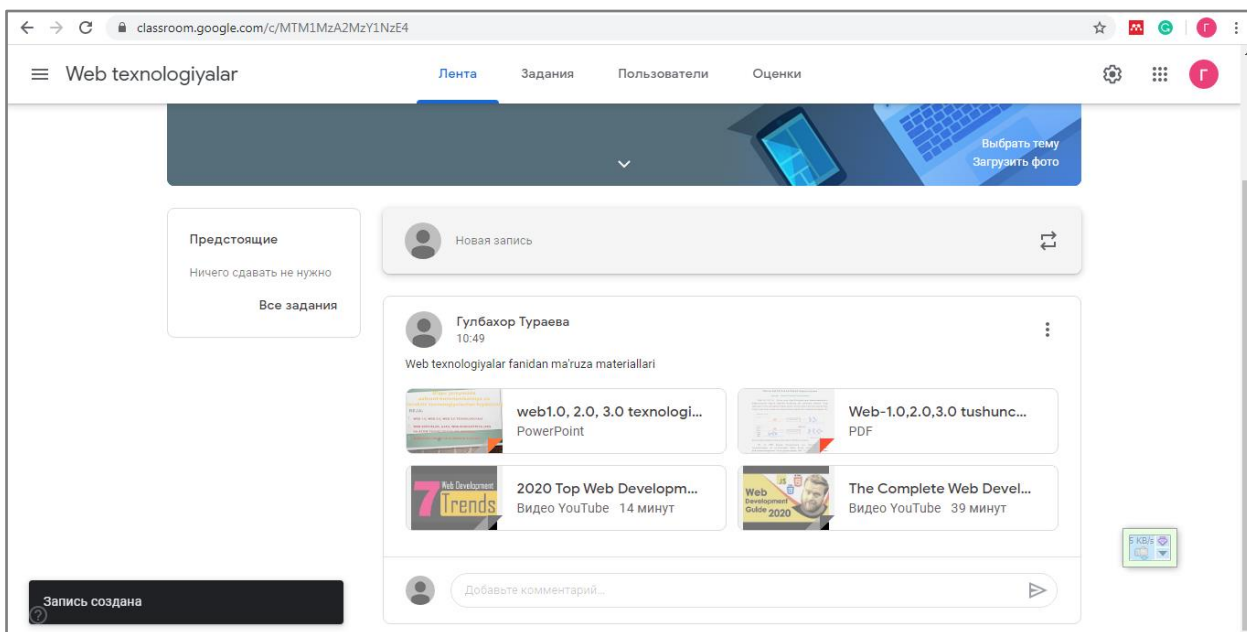 classroom.google.com/c/MTM1MzA2MzY1NzE4
Г
Web texnologiyalar
Лента Задания Пользователи Оценки
Г
Выбрать тему
Загрузить фото
Предстоящие
Ничего сдавать не нужно
Все задания
Новая запись
Гулбахор Тураева
10:49
Web texnologiyalar fanidan ma'ruza materiallari
web1.0, 2.0, 3.0 texnologi...
PowerPoint
Web-1.0,2.0,3.0 tushunc...
PDF
7 Web Development
Trends
2020 Top Web Developm...
Видео YouTube 14 минут
Web
Development
Guide 2020
The Complete Web Devel...
Видео YouTube 39 минут
5 KB/s
Добавьте комментарий...
Запись создана